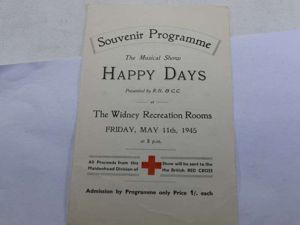 Souvenir Programme
The Musical Show
HAPPY DAYS
Presented by R.N. & C.C.
at
The Widney Recreation Rooms
FRIDAY, MAY 11th, 1945
at 8 p.m.
All Proceeds from this Show will be sent to the
Maidenhead Division of the British RED CROSS
Admission by Programme only Price 1/. each